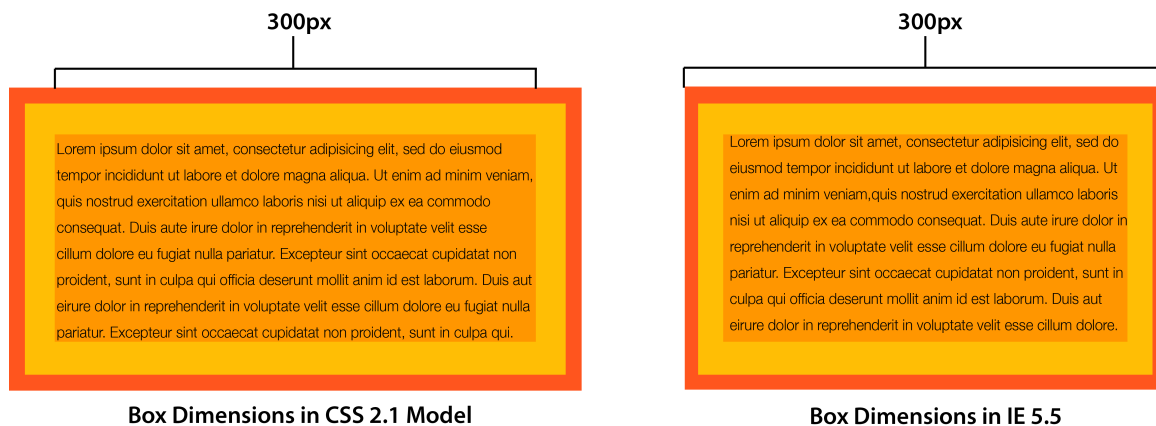 300px
Lorem ipsum dolor sit amet, consectetur adipisicing elit, sed do eiusmod
tempor incididunt ut labore et dolore magna aliqua. Ut enim ad minim veniam,
quis nostrud exercitation ullamco laboris nisi ut aliquip ex ea commodo
consequat. Duis aute irure dolor in reprehenderit in voluptate velit esse
cillum dolore eu fugiat nulla pariatur. Excepteur sint occaecat cupidatat non
proident, sunt in culpa qui officia deserunt mollit anim id est laborum. Duis aut
eirure dolor in reprehenderit in voluptate velit esse cillum dolore eu fugiat nulla
pariatur. Excepteur sint occaecat cupidatat non proident, sunt in culpa qui.
Box Dimensions in CSS 2.1 Model
300px
Lorem ipsum dolor sit amet, consectetur adipisicing elit, sed do
eiusmod tempor incididunt ut labore et dolore magna aliqua. Ut
enim ad minim veniam,quis nostrud exercitation ullamco laboris
nisi ut aliquip ex ea commodo consequat. Duis aute irure dolor in
reprehenderit in voluptate velit esse cillum dolore eu fugiat nulla
pariatur. Excepteur sint occaecat cupidatat non proident, sunt in
culpa qui officia deserunt mollit anim id est laborum. Duis aut
eirure dolor in reprehenderit in voluptate velit esse cillum dolore.
Box Dimensions in IE 5.5